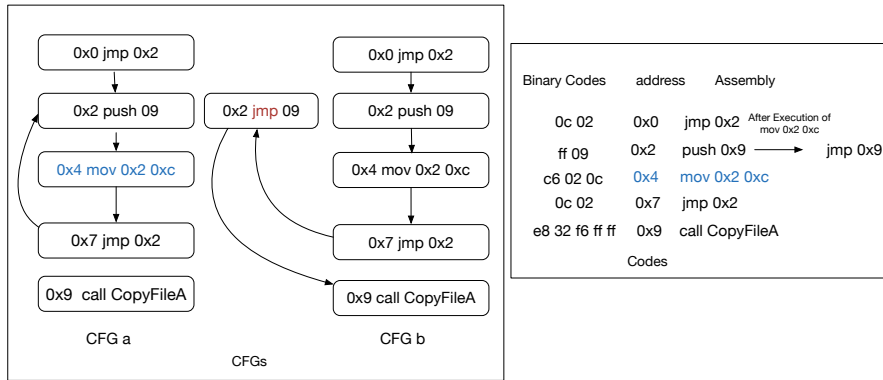 0x0 jmp 0x2
0x2 push 09
0x4 mov 0x2 0xc
0x7 jmp 0x2
0x9 call CopyFileA
CFG a
0x2 jmp 09
0x0 jmp 0x2
0x2 push 09
0x4 mov 0x2 0xc
0x7 jmp 0x2
0x9 call CopyFileA
CFG b
CFGs
Binary Codes address Assembly
0c 02 0x0 jmp 0x2 After Execution of
mov 0x2 0xc
ff 09 0x2 push 0x9 jmp 0x9
c6 02 0c 0x4 mov 0x2 0xc
0c 02 0x7 jmp 0x2
e8 32 f6 ff ff 0x9 call CopyFileA
Codes